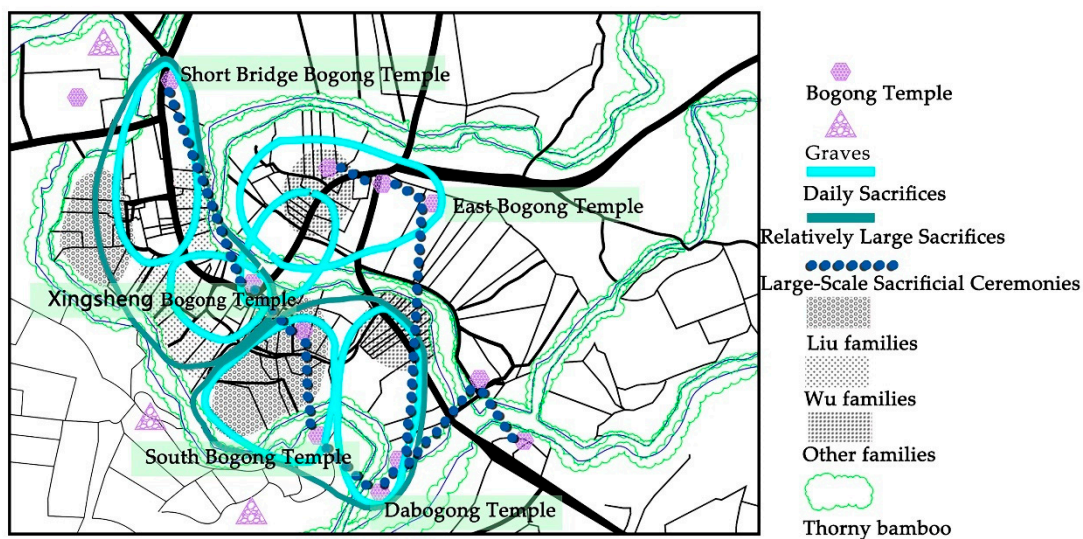 Short Bridge Bogong Temple
East Bogong Temple
Xingsheng Bogong Temple
South Bogong Temple
Dabogong Temple
Bogong Temple
Graves
Daily Sacrifices
Relatively Large Sacrifices
Large-Scale Sacrificial Ceremonies
Liu families
Wu families
Other families
Thorny bamboo